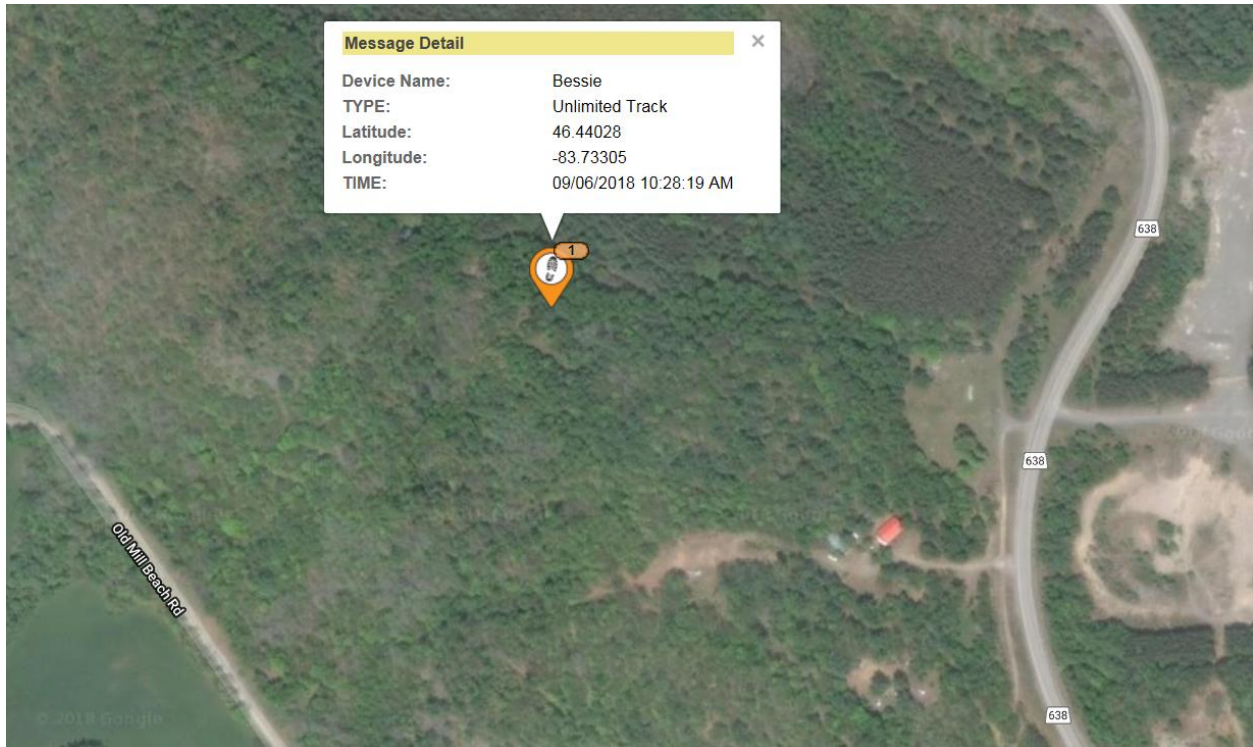 Message Detail ×
Device Name: Bessie
TYPE: Unlimited Track
Latitude: 46.44028
Longitude: -83.73305
TIME: 09/06/2018 10:28:19 AM
1
638
638
Old Mill Beach Rd
638
© 2018 Google